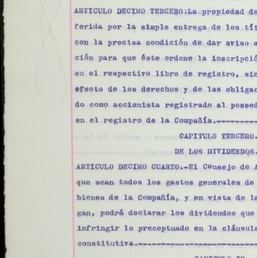 ARTICULO DECIMO TERCERO:La propiedad de
ferida por la simple entrega de los tít
con la precisa condición de dar aviso a
ción para que éste ordene la inscripció
en el respectivo libro de registro, sin
efecto de los derechos y de las obligac
do como accionista registrado al poseed
en el registro de la Compañía.----------
CAPITULO TERCERO.
DE LOS DIVIDENDOS.
ARTICULO DECIMO CUARTO.-El Consejo de A
que sean todos los gastos generales de
bienes de la Compañía, y en vista de la
gan, podrá declarar los dividendos que
infringir lo preceptuado en la cláusula
constitutiva.--------------------------